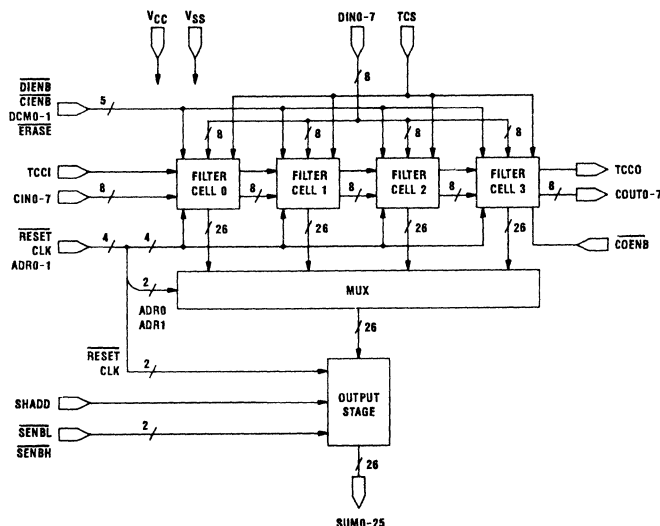 VCC
VSS
DIN0-7
TCS
8
DIENB
CIENB
DCM0-1
ERASE
5
8
8
8
8
TCCI
CIN0-7
8
FILTER
CELL 0
8
FILTER
CELL 1
8
FILTER
CELL 2
8
FILTER
CELL 3
TCCO
8
COUT0-7
RESET
CLK
ADR0-1
4
4
26
26
26
26
COENB
2
ADR0
ADR1
MUX
26
RESET
CLK
2
SHADD
SENBL
SENBH
2
OUTPUT
STAGE
26
SUM0-25